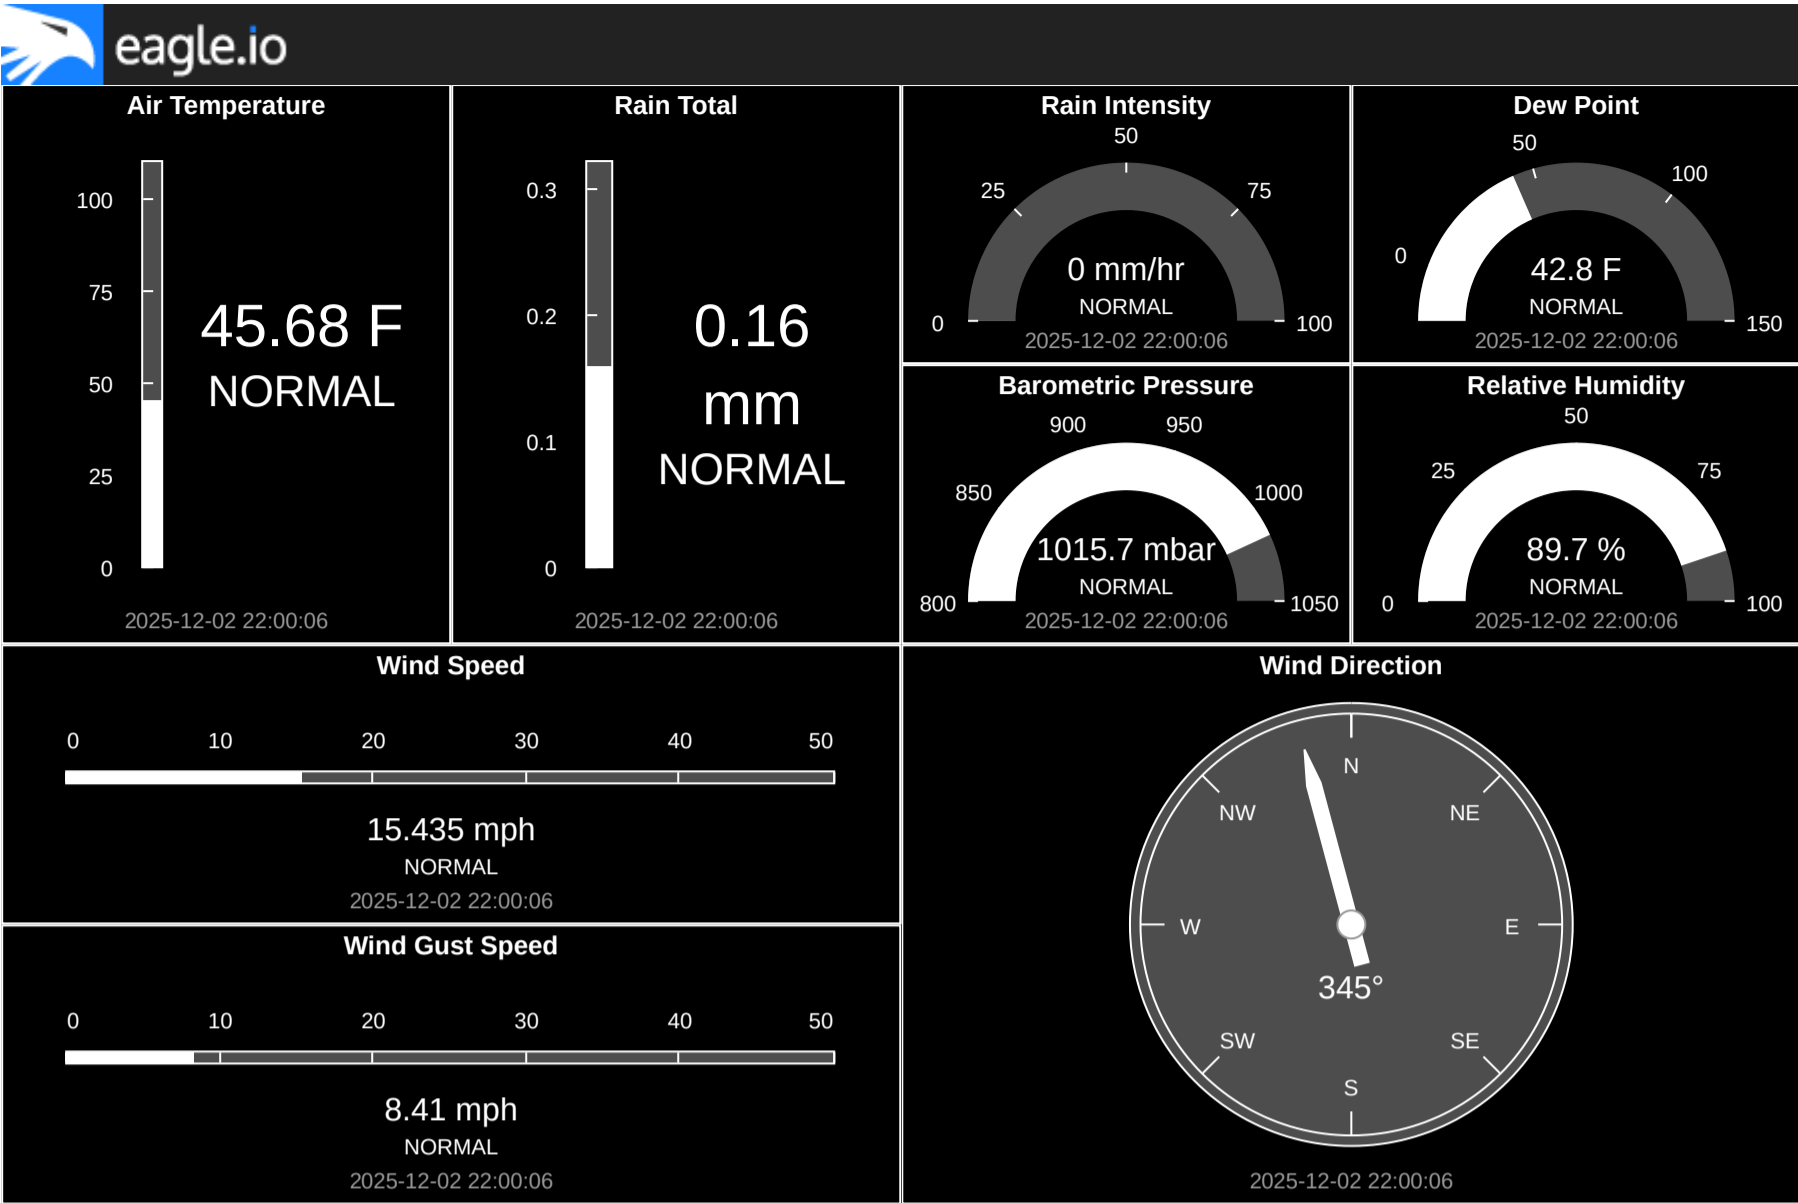 eagle.io
Air Temperature
100
75
50
25
0
45.68 F
NORMAL
2025-12-02 22:00:06
Rain Total
0.3
0.2
0.1
0
0.16
mm
NORMAL
2025-12-02 22:00:06
Rain Intensity
50
25 75
0 100
0 mm/hr
NORMAL
2025-12-02 22:00:06
Dew Point
50
100
0
150
42.8 F
NORMAL
2025-12-02 22:00:06
Barometric Pressure
900 950
850 1000
800 1050
1015.7 mbar
NORMAL
2025-12-02 22:00:06
Relative Humidity
50
25 75
0 100
89.7 %
NORMAL
2025-12-02 22:00:06
Wind Speed
0 10 20 30 40 50
15.435 mph
NORMAL
2025-12-02 22:00:06
Wind Gust Speed
0 10 20 30 40 50
8.41 mph
NORMAL
2025-12-02 22:00:06
Wind Direction
N
NW NE
W E
345°
SW SE
S
2025-12-02 22:00:06